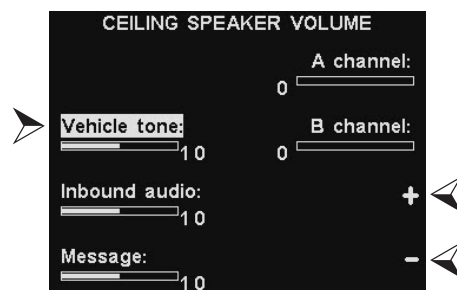 CEILING SPEAKER VOLUME
A channel:
0
Vehicle tone:
10
B channel:
0
Inbound audio:
10
+
Message:
10
-